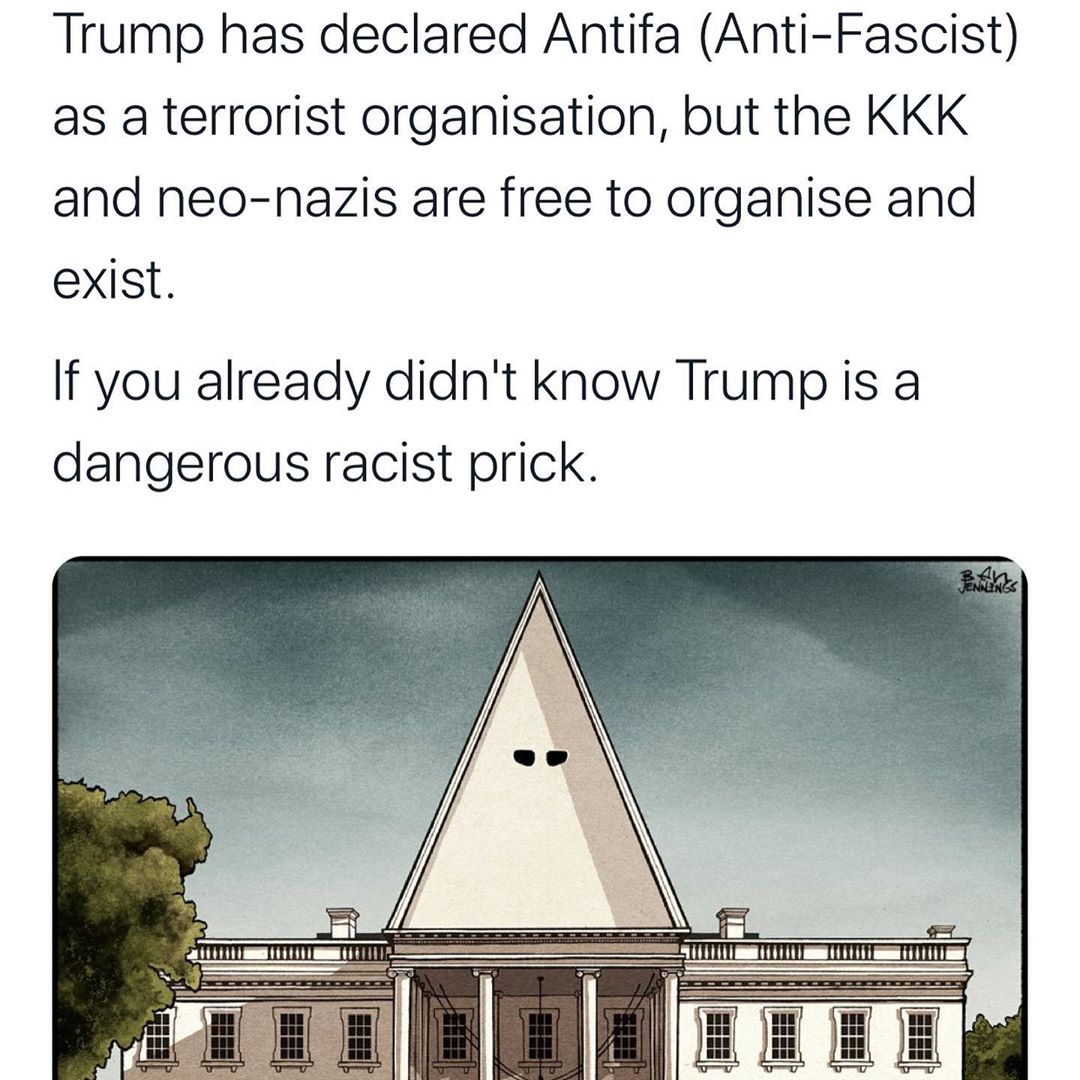 Trump has declared Antifa (Anti-Fascist)
as a terrorist organisation, but the KKK
and neo-nazis are free to organise and
exist.
If you already didn't know Trump is a
dangerous racist prick.
BEN
JENNINGS